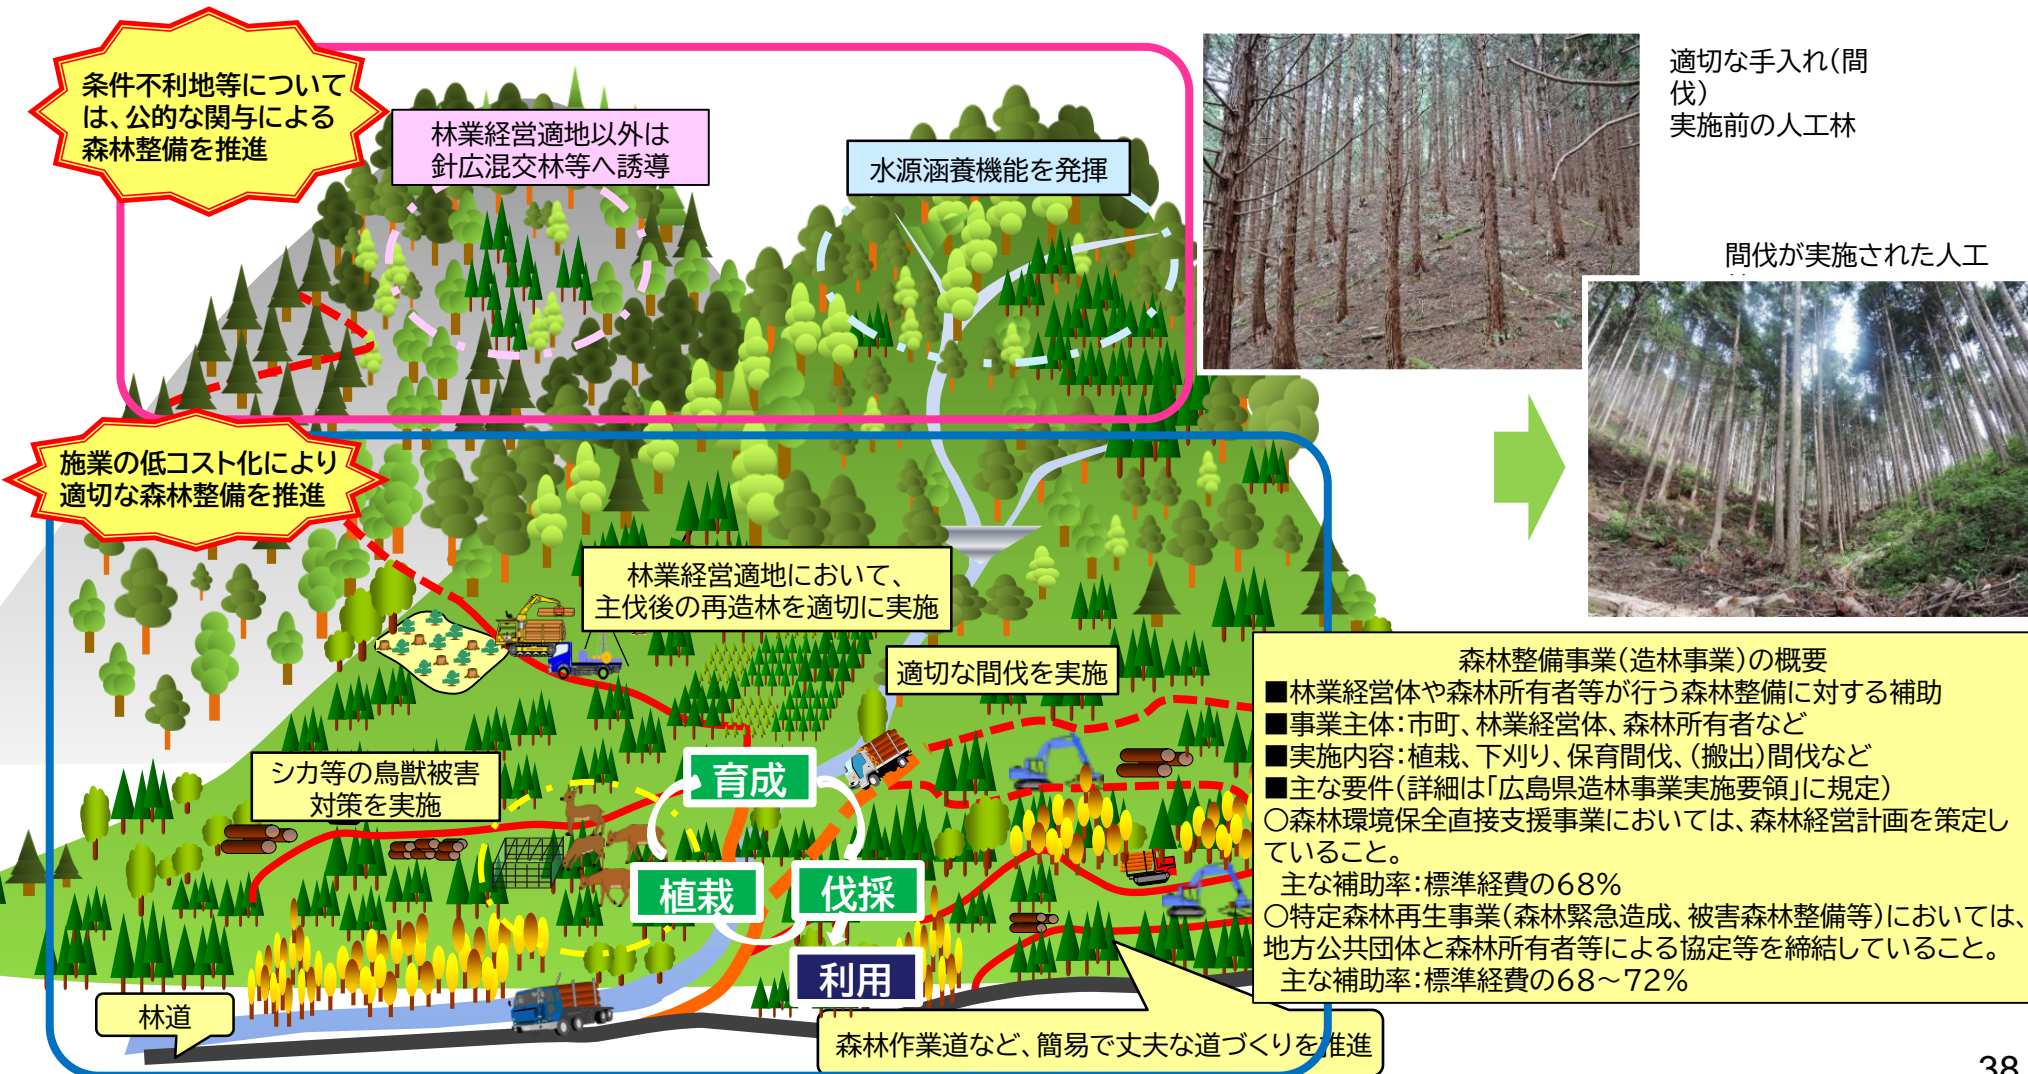 条件不利地等について
は、公的な関与による
森林整備を推進
林業経営適地以外は
針広混交林等へ誘導
水源涵養機能を発揮
適切な手入れ(間
伐)
実施前の人工林
間伐が実施された人工
施業の低コスト化により
適切な森林整備を推進
林業経営適地において、
主伐後の再造林を適切に実施
適切な間伐を実施
シカ等の鳥獣被害
対策を実施
育成
植栽
伐採
利用
林道
森林作業道など、簡易で丈夫な道づくりを推進
森林整備事業(造林事業)の概要
■林業経営体や森林所有者等が行う森林整備に対する補助
■事業主体:市町、林業経営体、森林所有者など
■実施内容:植栽、下刈り、保育間伐、(搬出)間伐など
■主な要件(詳細は「広島県造林事業実施要領」に規定)
○森林環境保全直接支援事業においては、森林経営計画を策定し
ていること。
主な補助率:標準経費の68%
○特定森林再生事業(森林緊急造成、被害森林整備等)においては、
地方公共団体と森林所有者等による協定等を締結していること。
主な補助率:標準経費の68~72%
38